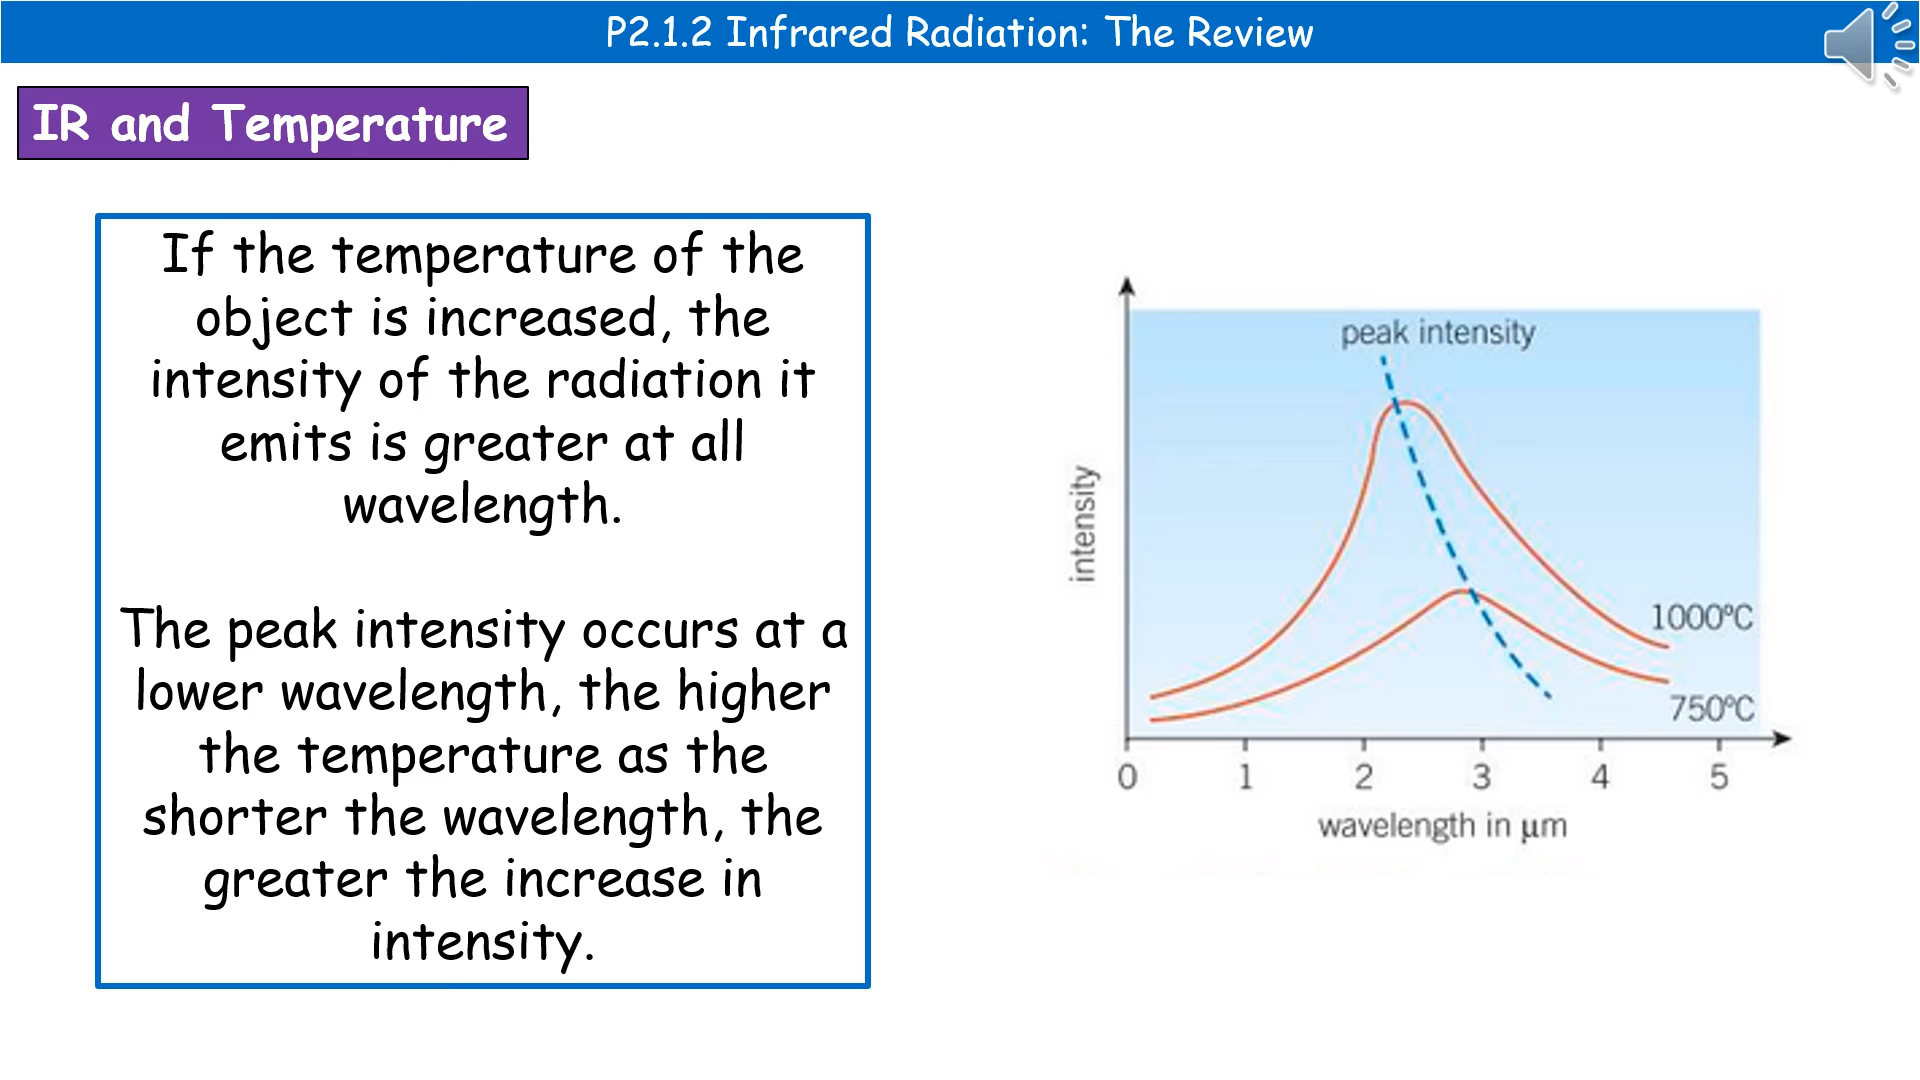 P2.1.2 Infrared Radiation: The Review
IR and Temperature
If the temperature of the
object is increased, the
intensity of the radiation it
emits is greater at all
wavelength.
The peak intensity occurs at a
lower wavelength, the higher
the temperature as the
shorter the wavelength, the
greater the increase in
intensity.
peak intensity
intensity
1000ºC
750ºC
0 1 2 3 4 5
wavelength in µm